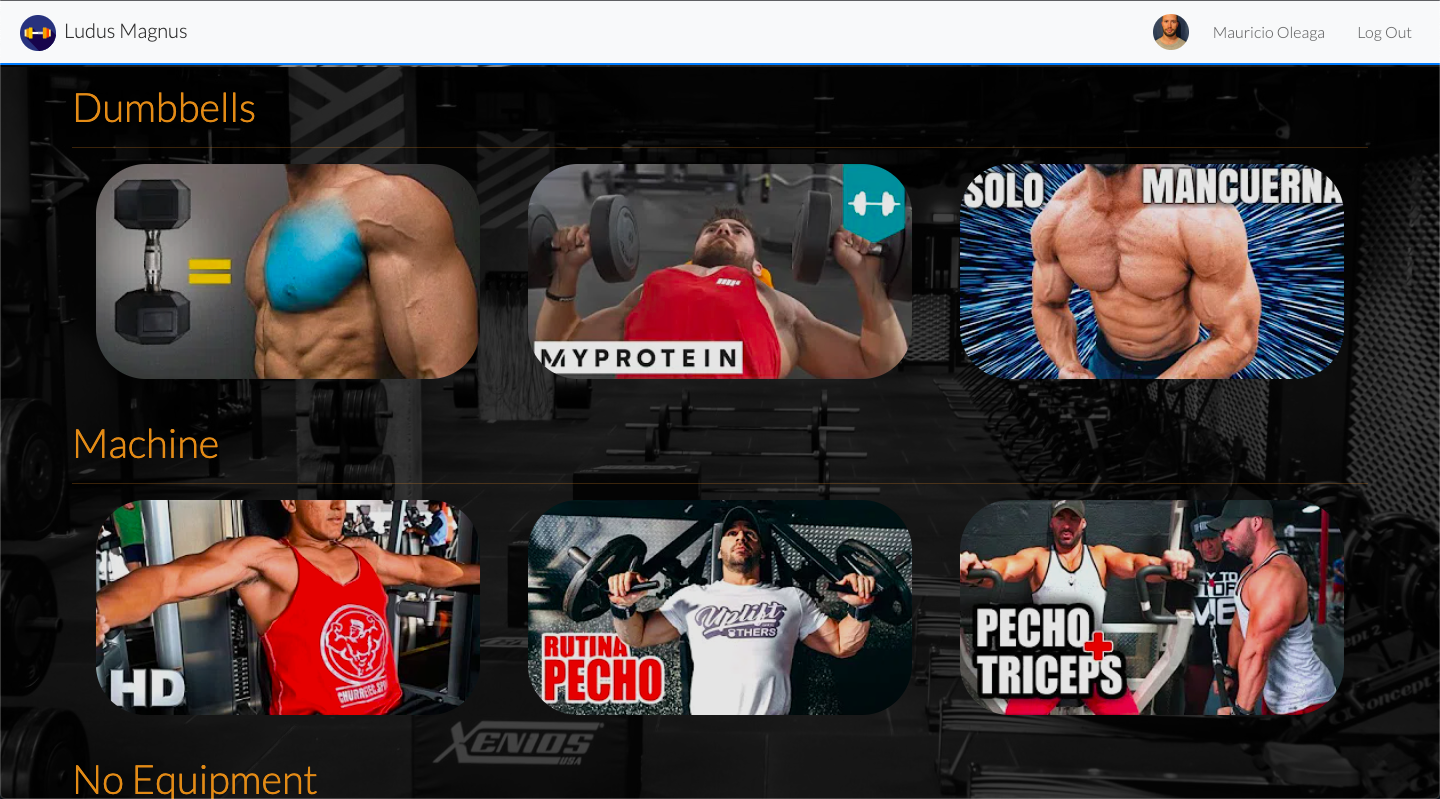 Ludus Magnus
Mauricio Oleaga
Log Out
Dumbbells
SOLO
MANCUERNA
MYPROTEIN
Machine
HD
CHURREISS
Uplift
OTHERS
RUTINA
PECHO
PECHO
TRICEPS
XENIOS
USA
No Equipment